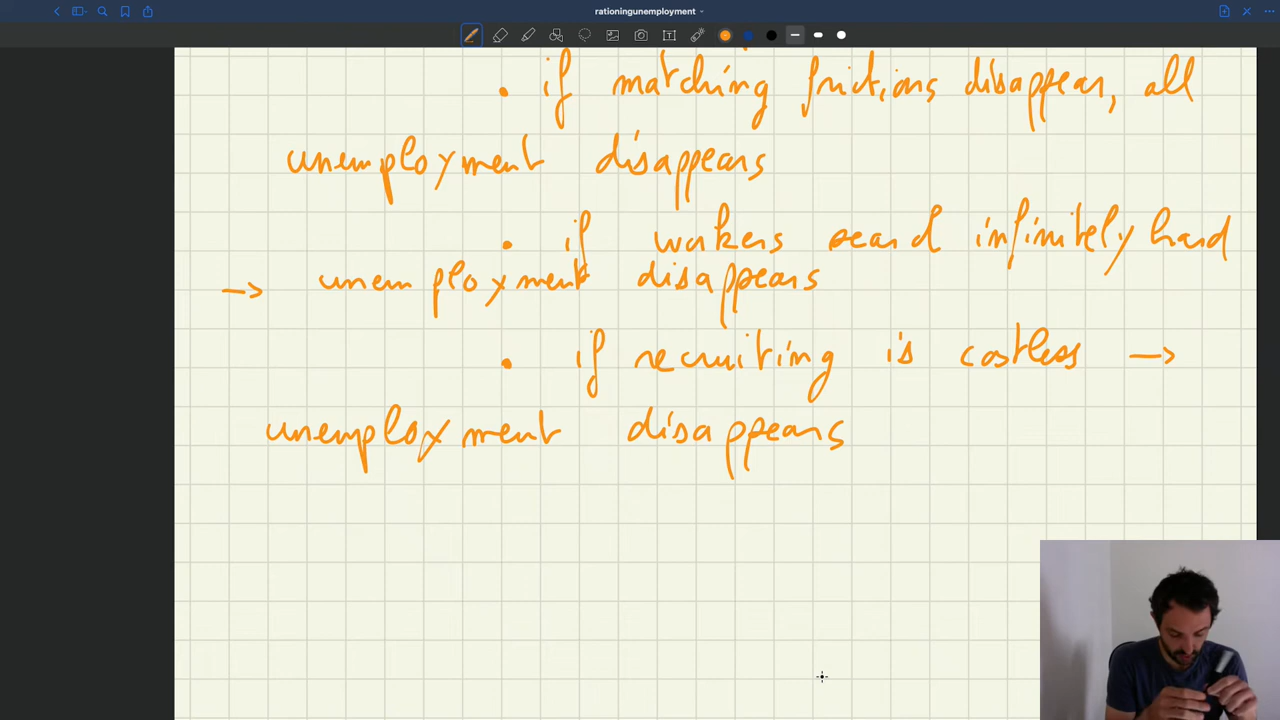 rationingunemployment
• if matching frictions disappear, all
unemployment disappears
• if workers search infinitely hard
→ unemployment disappears
• if recruiting is costless →
unemployment disappears